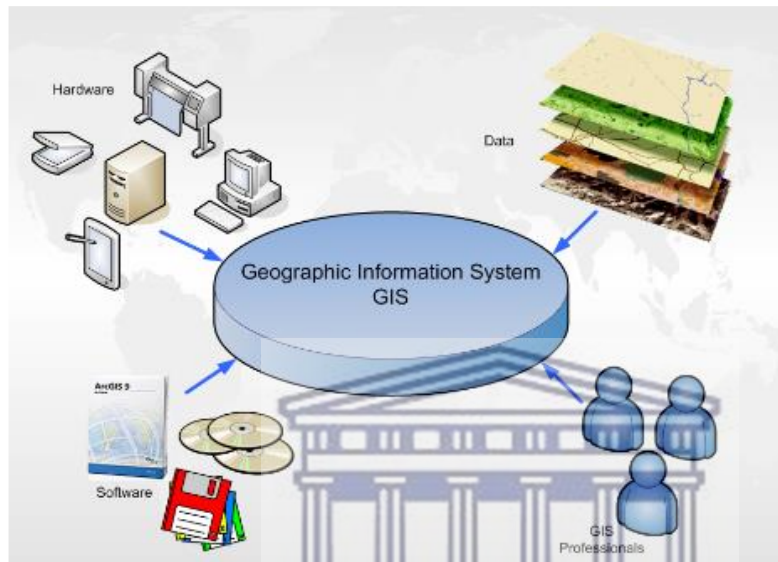 Hardware
Data
Geographic Information System
GIS
ArcGIS 9
Software
GIS
Professionals